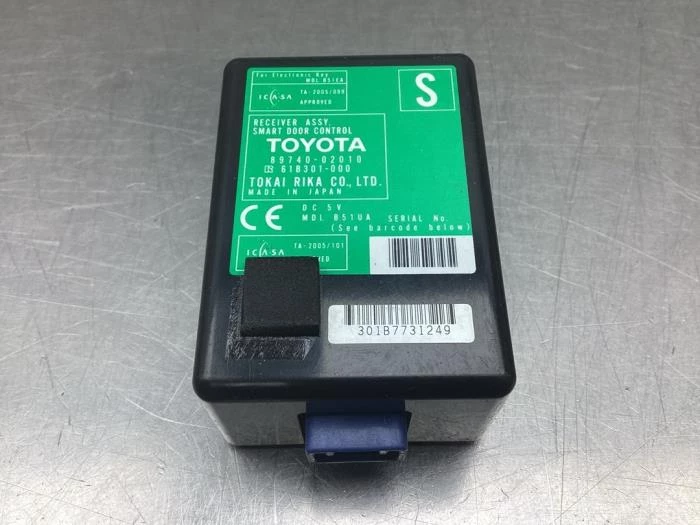 For Electronic Key
MDL B51EA
ICASA TA-2005/099
APPROVED
S
RECEIVER ASSY,
SMART DOOR CONTROL
TOYOTA
89740-02010
61B301-000
TOKAI RIKA CO., LTD.
MADE IN JAPAN
CE DC 5V
MDL B51UA SERIAL No.
(See barcode below)
ICASA TA-2005/101
VED
301B7731249